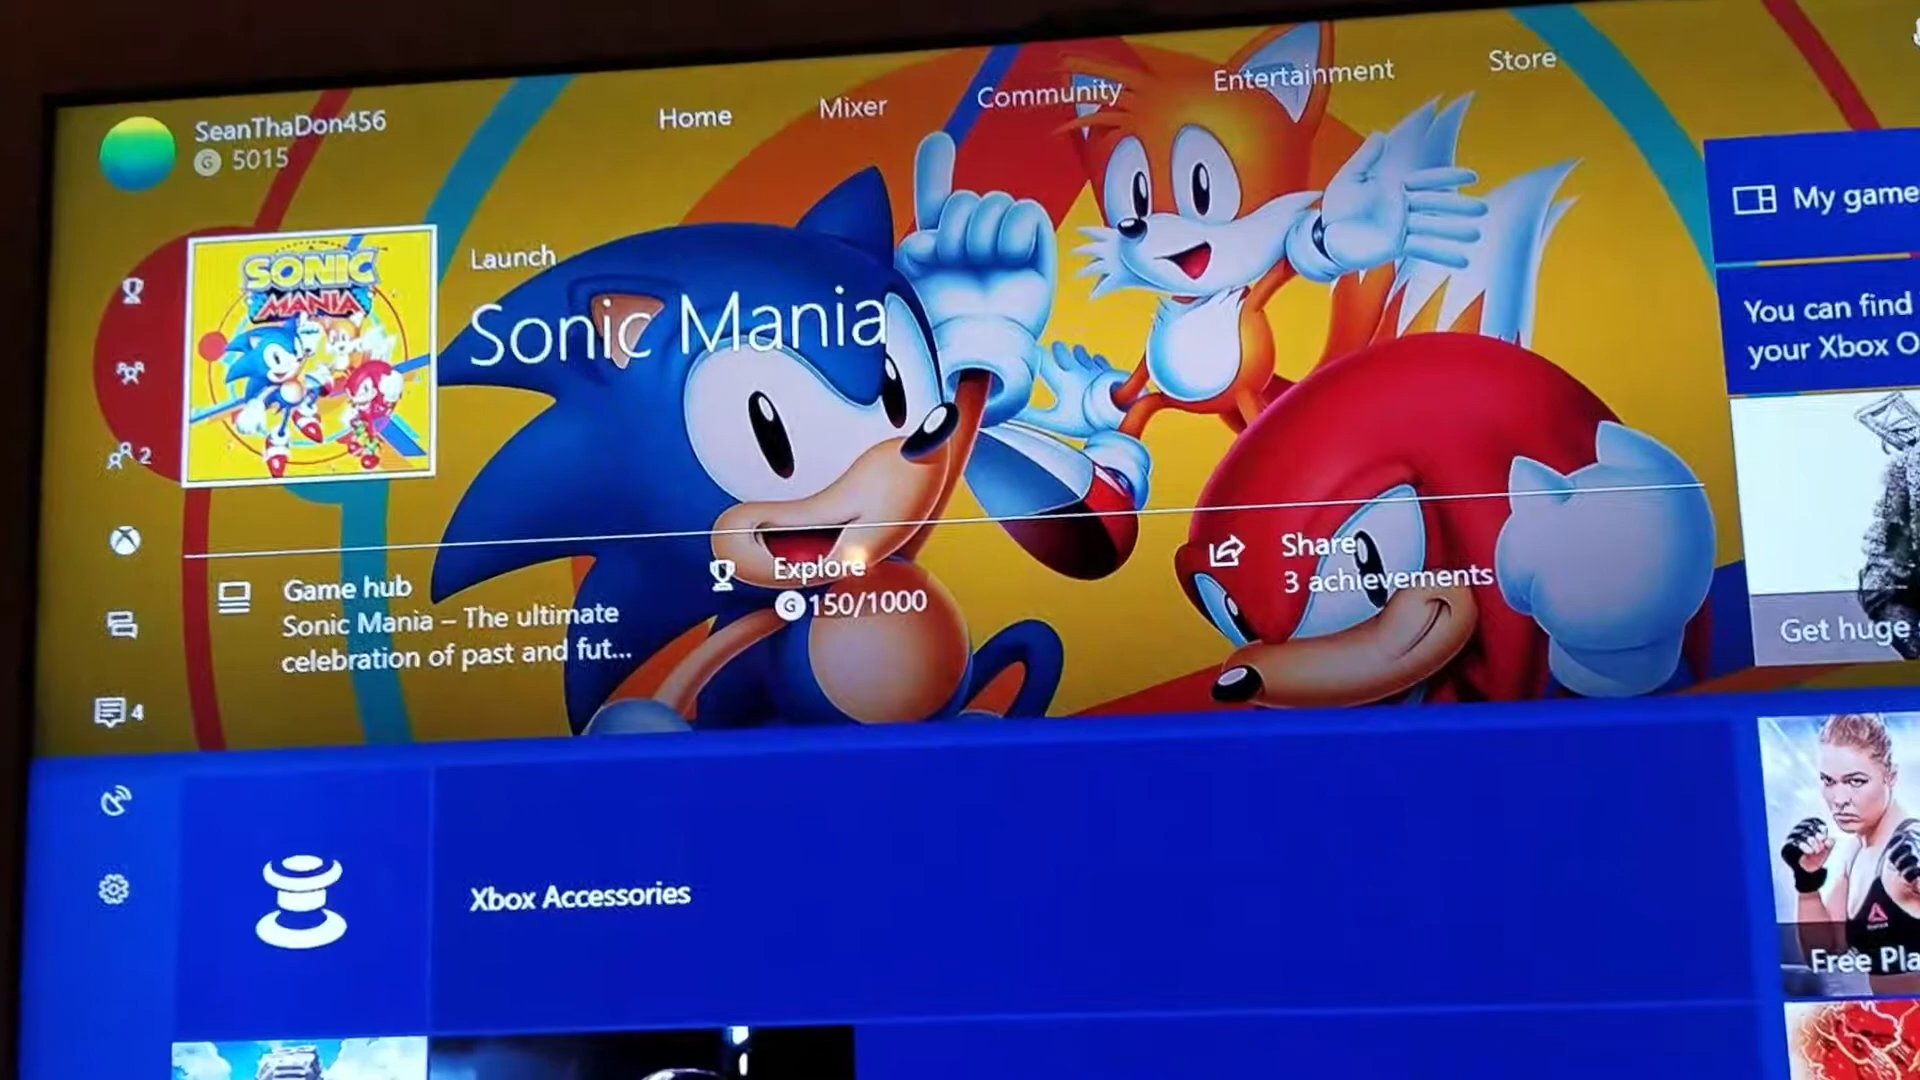 SeanThaDon456
G 5015
Home
Mixer
Community
Entertainment
Store
SONIC
MANIA
Launch
Sonic Mania
2
4
Game hub
Sonic Mania – The ultimate
celebration of past and fut...
Explore
G 150/1000
Share
3 achievements
My game
You can find
your Xbox O
Get huge
Xbox Accessories
Free Pla